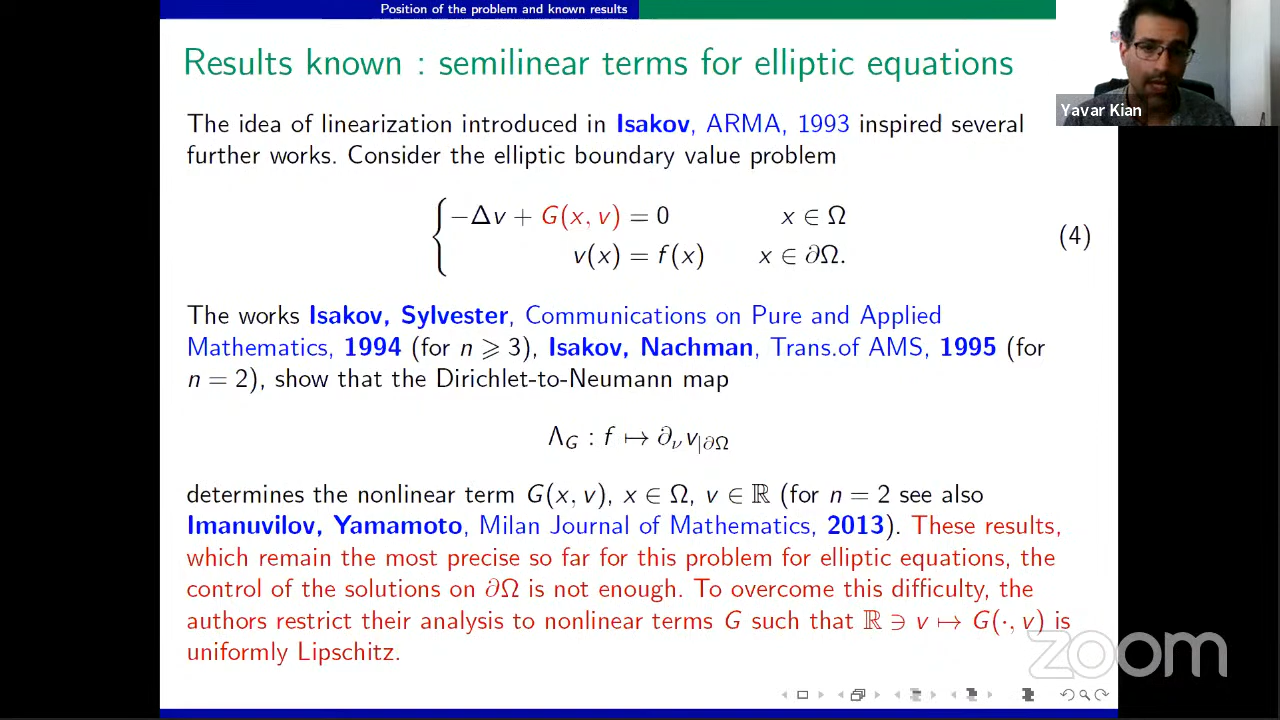 Position of the problem and known results
Results known : semilinear terms for elliptic equations
Yavar Kian
The idea of linearization introduced in Isakov, ARMA, 1993 inspired several
further works. Consider the elliptic boundary value problem
−Δv + G(x, v) = 0 x ∈ Ω
v(x) = f(x) x ∈ ∂Ω.
(4)
The works Isakov, Sylvester, Communications on Pure and Applied
Mathematics, 1994 (for n ⩾ 3), Isakov, Nachman, Trans.of AMS, 1995 (for
n = 2), show that the Dirichlet-to-Neumann map
Λ_G : f ↦ ∂_ν v_{|∂Ω}
determines the nonlinear term G(x, v), x ∈ Ω, v ∈ ℝ (for n = 2 see also
Imanuvilov, Yamamoto, Milan Journal of Mathematics, 2013). These results,
which remain the most precise so far for this problem for elliptic equations, the
control of the solutions on ∂Ω is not enough. To overcome this difficulty, the
authors restrict their analysis to nonlinear terms G such that ℝ ∋ v ↦ G(·, v) is
uniformly Lipschitz.
zoom